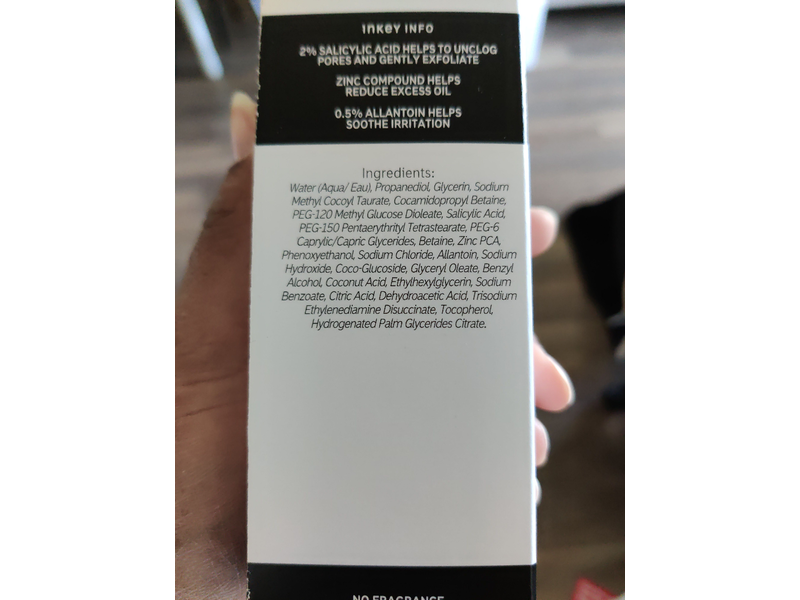 INKEY INFO
2% SALICYLIC ACID HELPS TO UNCLOG
PORES AND GENTLY EXFOLIATE
ZINC COMPOUND HELPS
REDUCE EXCESS OIL
0.5% ALLANTOIN HELPS
SOOTHE IRRITATION
Ingredients:
Water (Aqua/ Eau), Propanediol, Glycerin, Sodium
Methyl Cocoyl Taurate, Cocamidopropyl Betaine,
PEG-120 Methyl Glucose Dioleate, Salicylic Acid,
PEG-150 Pentaerythrityl Tetrastearate, PEG-6
Caprylic/Capric Glycerides, Betaine, Zinc PCA,
Phenoxyethanol, Sodium Chloride, Allantoin, Sodium
Hydroxide, Coco-Glucoside, Glyceryl Oleate, Benzyl
Alcohol, Coconut Acid, Ethylhexylglycerin, Sodium
Benzoate, Citric Acid, Dehydroacetic Acid, Trisodium
Ethylenediamine Disuccinate, Tocopherol,
Hydrogenated Palm Glycerides Citrate.
NO FRAGRANCE